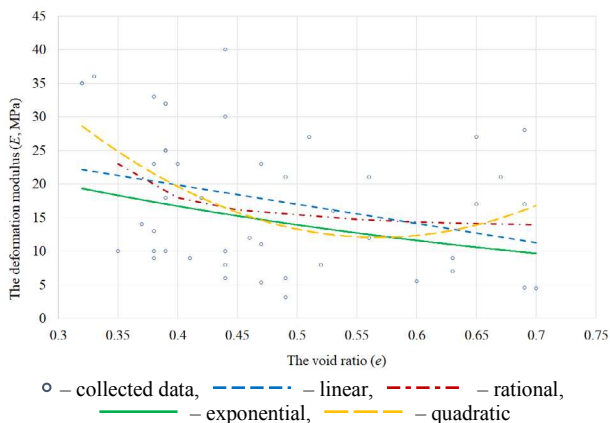 45
40
35
30
25
20
15
10
5
0
The deformation modulus (E, MPa)
0.3 0.35 0.4 0.45 0.5 0.55 0.6 0.65 0.7 0.75
The void ratio (e)
– collected data, – linear, – rational,
– exponential, – quadratic